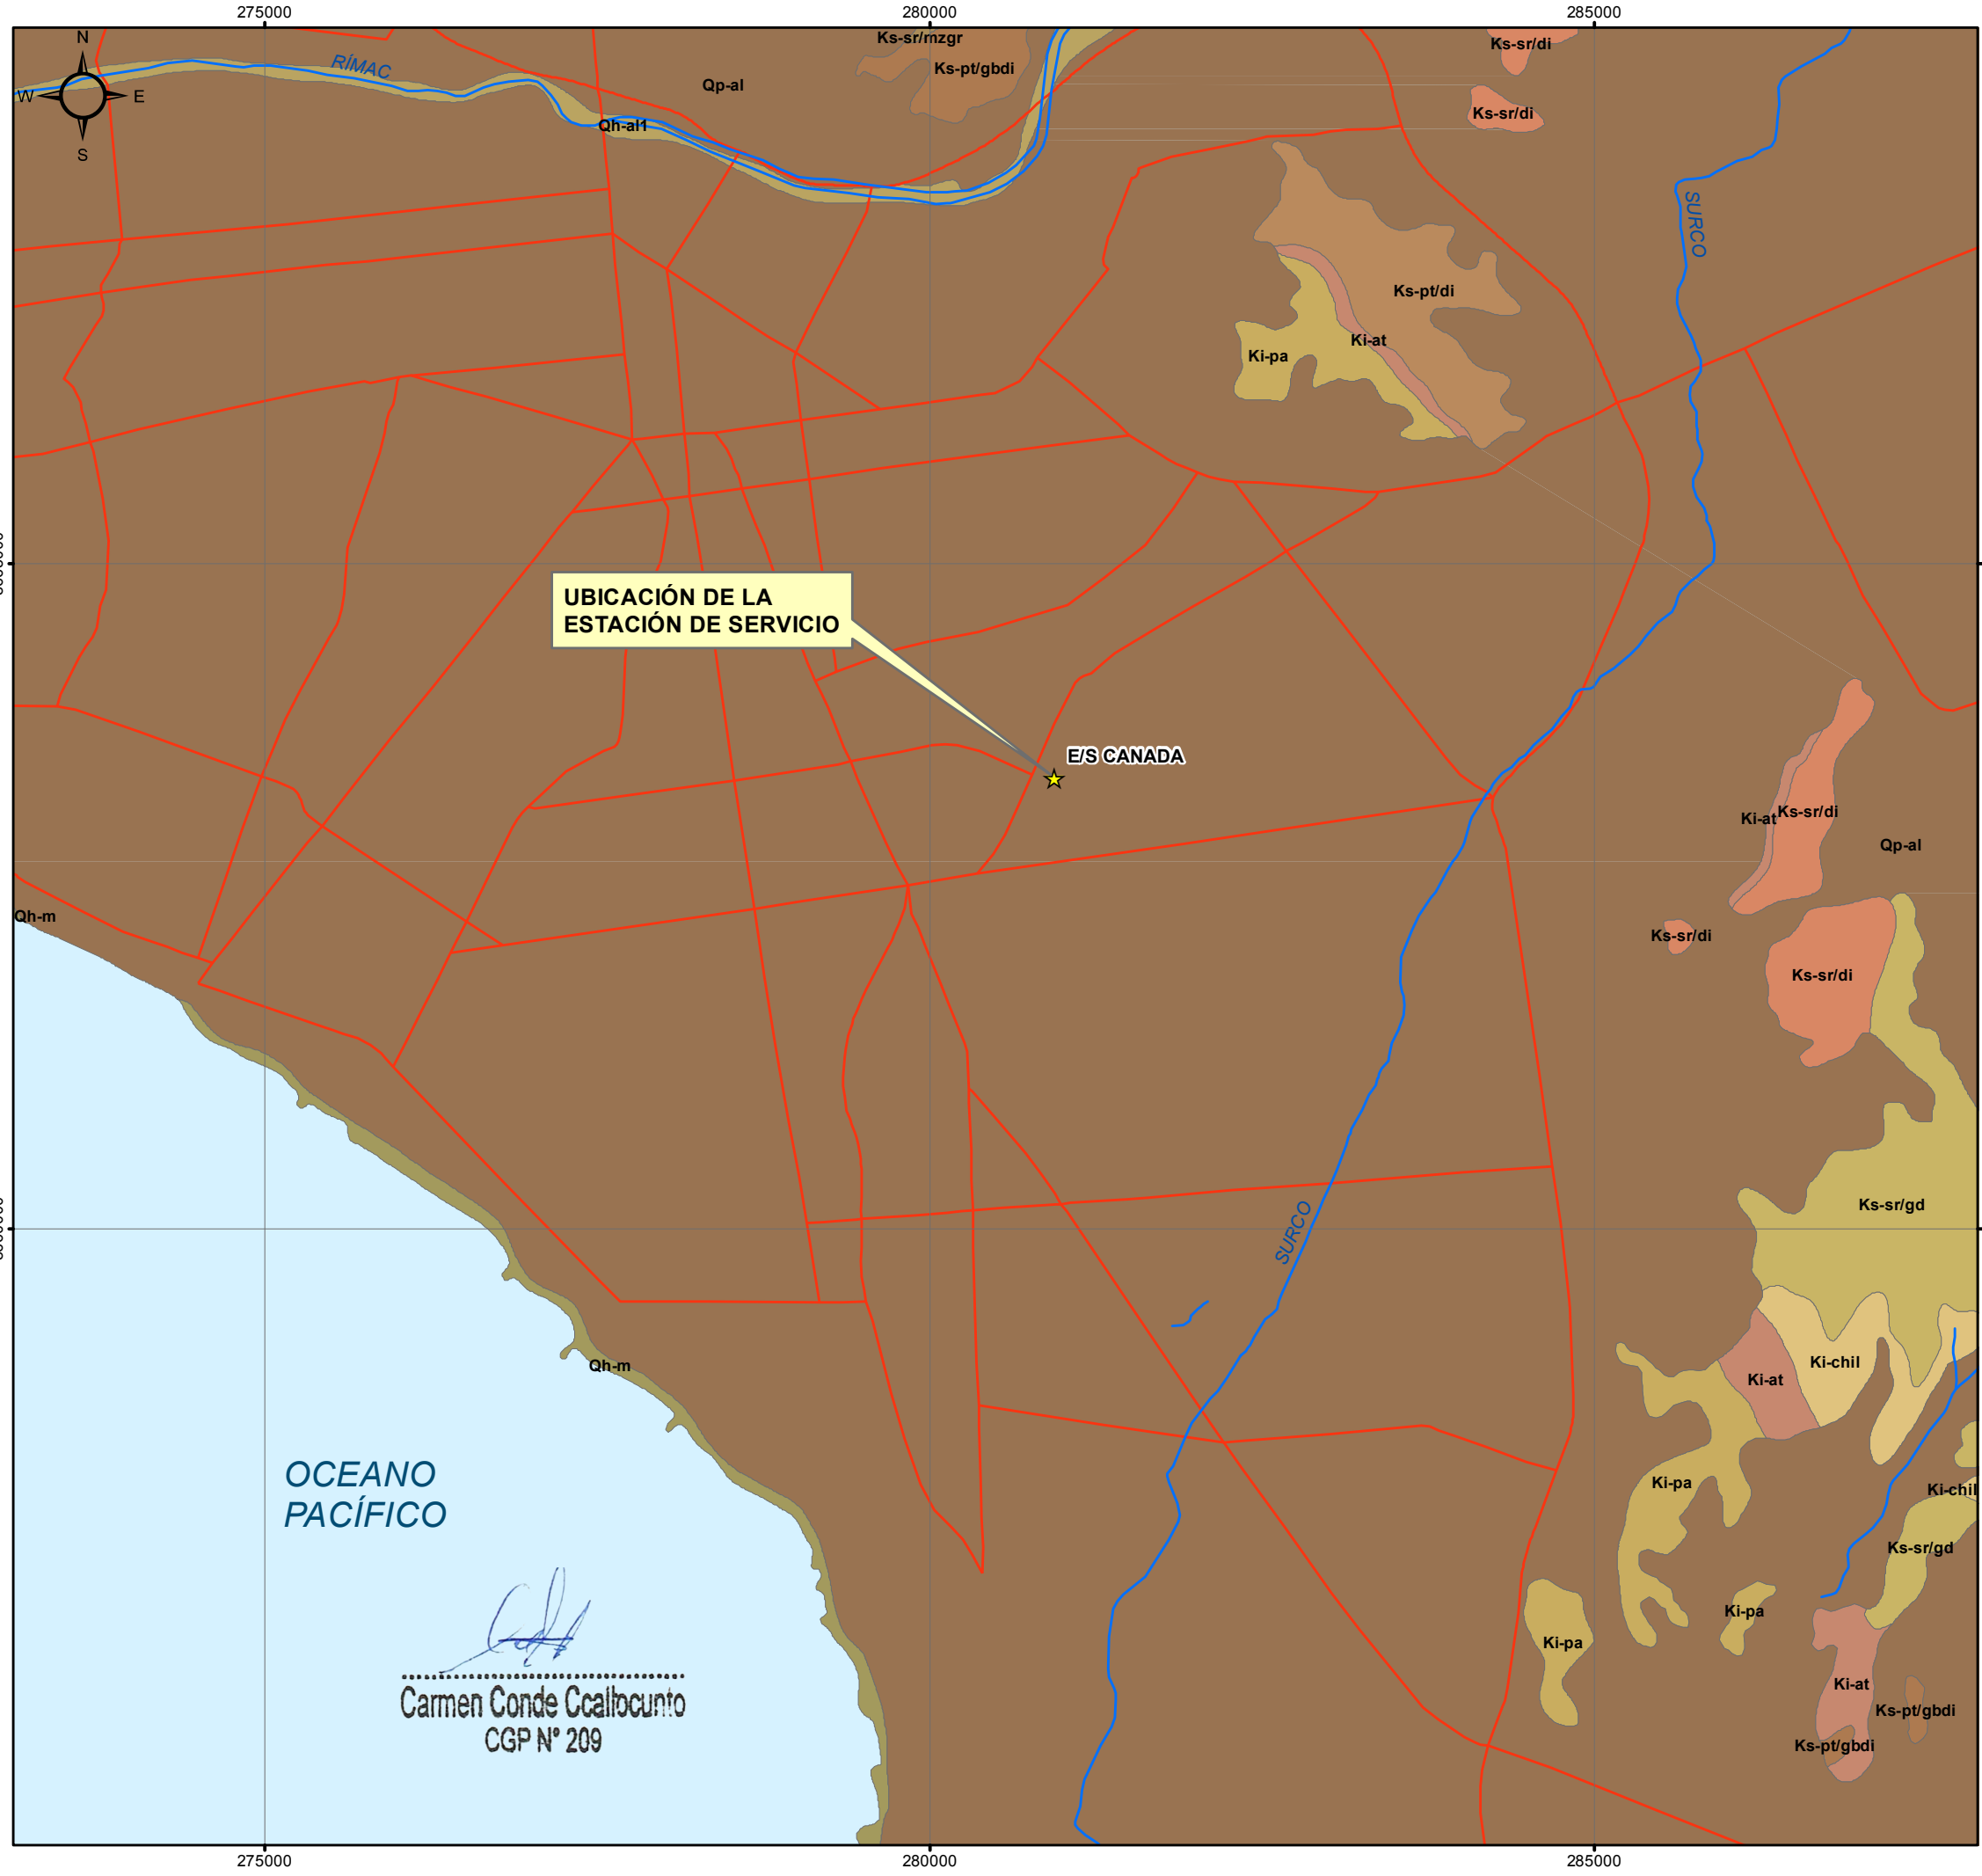 275000
280000
285000
N
W
E
S
RÍMAC
Qh-al1
Qp-al
Ks-sr/mzgr
Ks-pt/gbdi
Ks-sr/di
Ks-sr/di
SURCO
Ks-pt/di
Ki-at
Ki-pa
UBICACIÓN DE LA
ESTACIÓN DE SERVICIO
E/S CANADA
Ki-at
Ks-sr/di
Qp-al
Qh-m
Ks-sr/di
Ks-sr/di
Ks-sr/gd
SURCO
Qh-m
Ki-chil
Ki-at
OCEANO
PACÍFICO
Ki-pa
Ki-chil
Ks-sr/gd
Ki-pa
Ki-pa
Ki-at
Ks-pt/gbdi
Ks-pt/gbdi
Carmen Conde Ccallocunto
CGP N° 209
275000
280000
285000